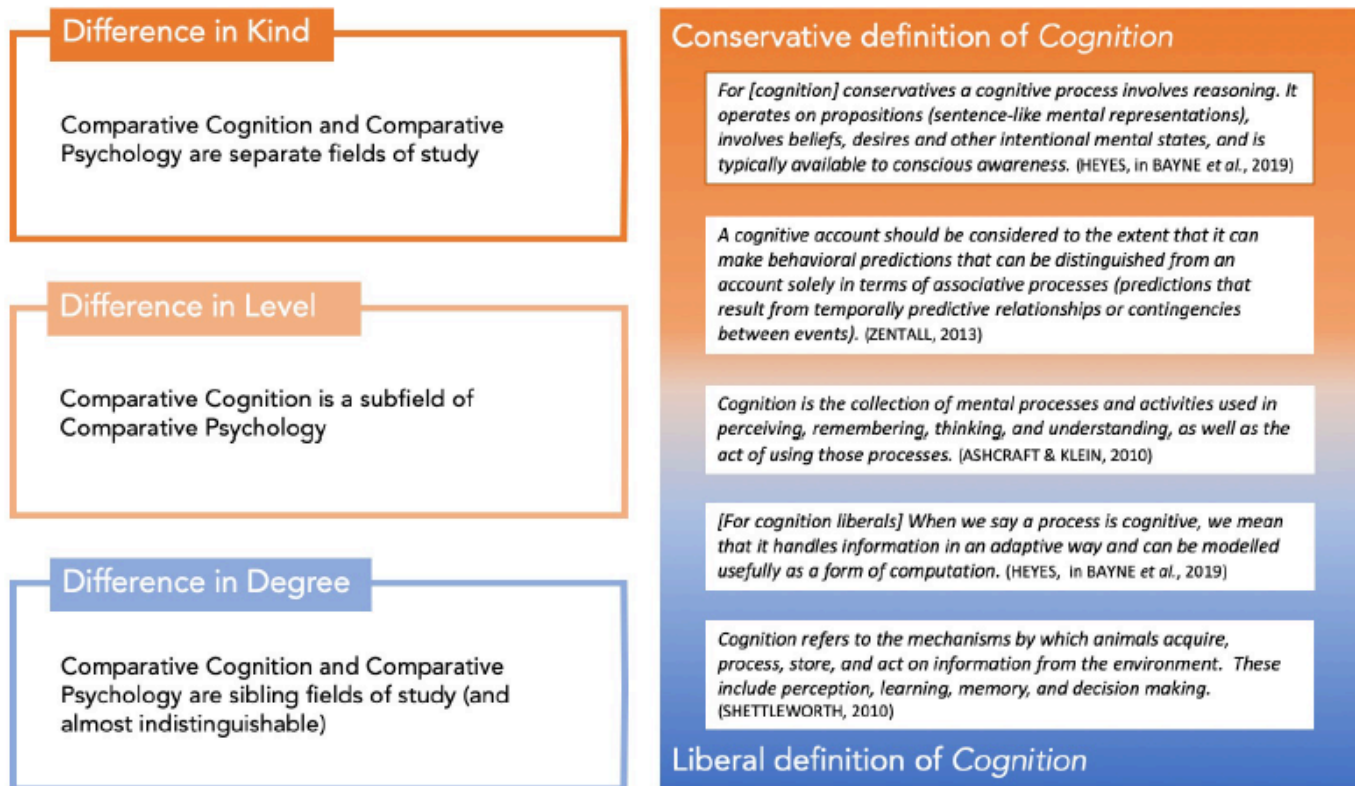 Difference in Kind
Comparative Cognition and Comparative
Psychology are separate fields of study
Difference in Level
Comparative Cognition is a subfield of
Comparative Psychology
Difference in Degree
Comparative Cognition and Comparative
Psychology are sibling fields of study (and
almost indistinguishable)
Conservative definition of Cognition
For [cognition] conservatives a cognitive process involves reasoning. It
operates on propositions (sentence-like mental representations),
involves beliefs, desires and other intentional mental states, and is
typically available to conscious awareness. (HEYES, in BAYNE et al., 2019)
A cognitive account should be considered to the extent that it can
make behavioral predictions that can be distinguished from an
account solely in terms of associative processes (predictions that
result from temporally predictive relationships or contingencies
between events). (ZENTALL, 2013)
Cognition is the collection of mental processes and activities used in
perceiving, remembering, thinking, and understanding, as well as the
act of using those processes. (ASHCRAFT & KLEIN, 2010)
[For cognition liberals] When we say a process is cognitive, we mean
that it handles information in an adaptive way and can be modelled
usefully as a form of computation. (HEYES, in BAYNE et al., 2019)
Cognition refers to the mechanisms by which animals acquire,
process, store, and act on information from the environment. These
include perception, learning, memory, and decision making.
(SHETTLEWORTH, 2010)
Liberal definition of Cognition